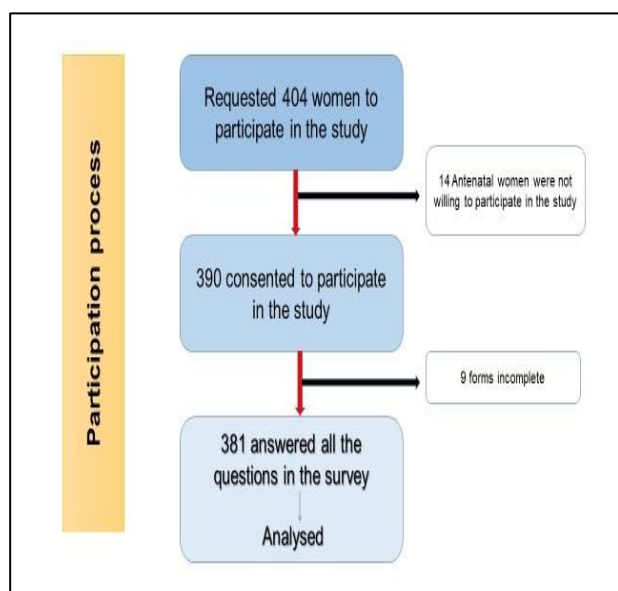 Participation process
Requested 404 women to
participate in the study
14 Antenatal women were not
willing to participate in the study
390 consented to participate
in the study
9 forms incomplete
381 answered all the
questions in the survey
Analysed